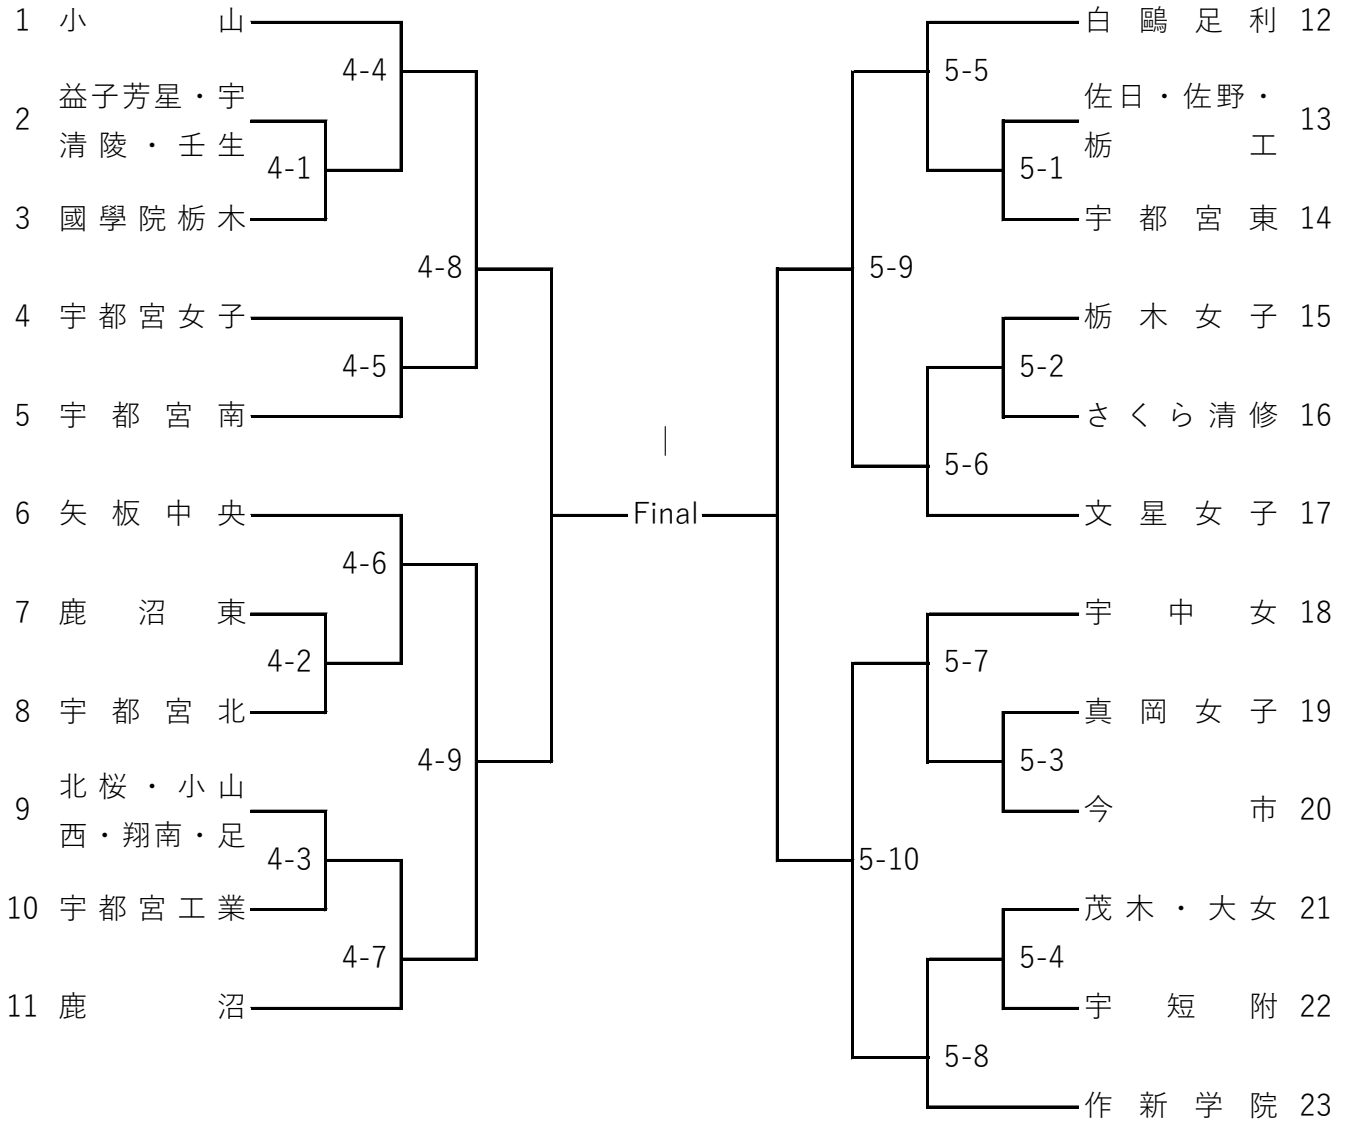 1 小山
4-4
2 益子芳星・宇
清陵・壬生
4-1
3 國學院栃木
4-8
4 宇都宮女子
4-5
5 宇都宮南
6 矢板中央
4-6
7 鹿沼東
4-2
8 宇都宮北
4-9
9 北桜・小山
西・翔南・足
4-3
10 宇都宮工業
4-7
11 鹿沼
|
Final
白鷗足利 12
5-5
佐日・佐野・
栃工 13
5-1
宇都宮東 14
5-9
栃木女子 15
5-2
さくら清修 16
5-6
文星女子 17
宇中女 18
5-7
真岡女子 19
5-3
今市 20
5-10
茂木・大女 21
5-4
宇短附 22
5-8
作新学院 23